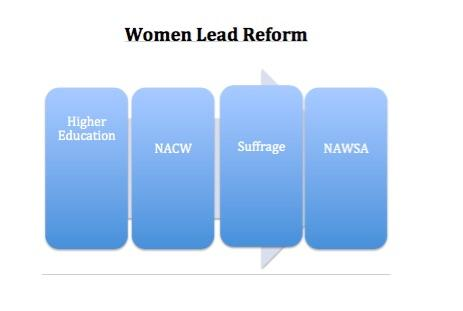 Women Lead Reform
Higher
Education
NACW
Suffrage
NAWSA